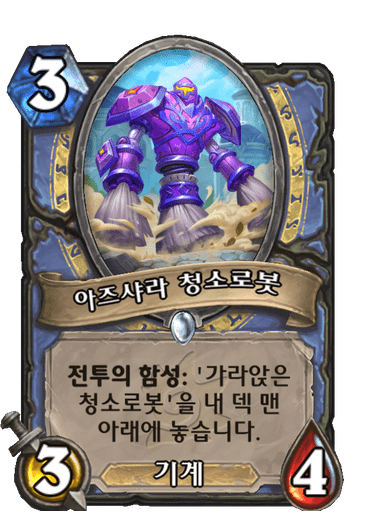 3
아즈샤라 청소로봇
전투의 함성: '가라앉은
청소로봇'을 내 덱 맨
아래에 놓습니다.
3
기계
4